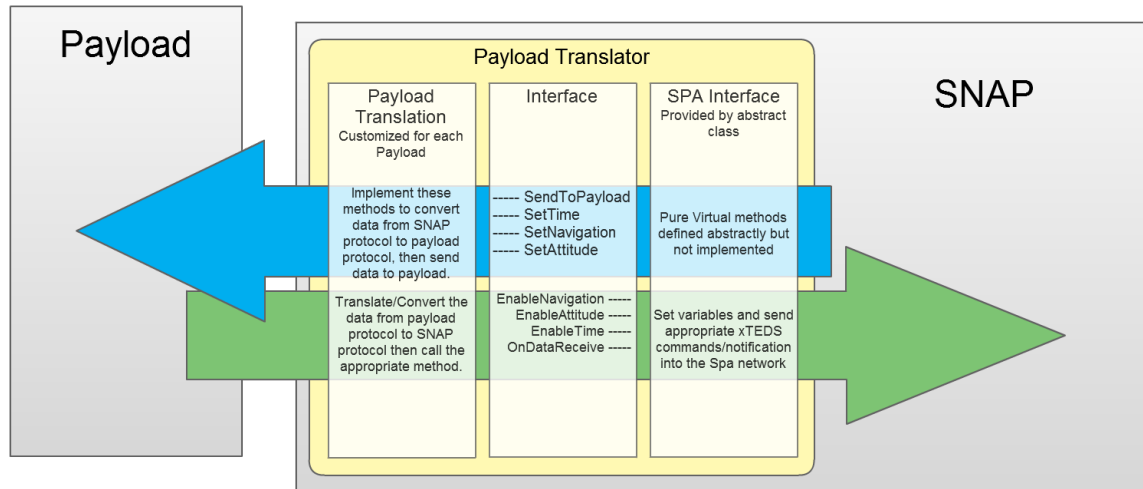 Payload
SNAP
Payload Translator
Payload
Translation
Customized for each
Payload
Interface
SPA Interface
Provided by abstract
class
Implement these
methods to convert
data from SNAP
protocol to payload
protocol, then send
data to payload.
----- SendToPayload
----- SetTime
----- SetNavigation
----- SetAttitude
Pure Virtual methods
defined abstractly but
not implemented
Translate/Convert the
data from payload
protocol to SNAP
protocol then call the
appropriate method.
EnableNavigation -----
EnableAttitude -----
EnableTime -----
OnDataReceive -----
Set variables and send
appropriate xTEDS
commands/notification
into the Spa network